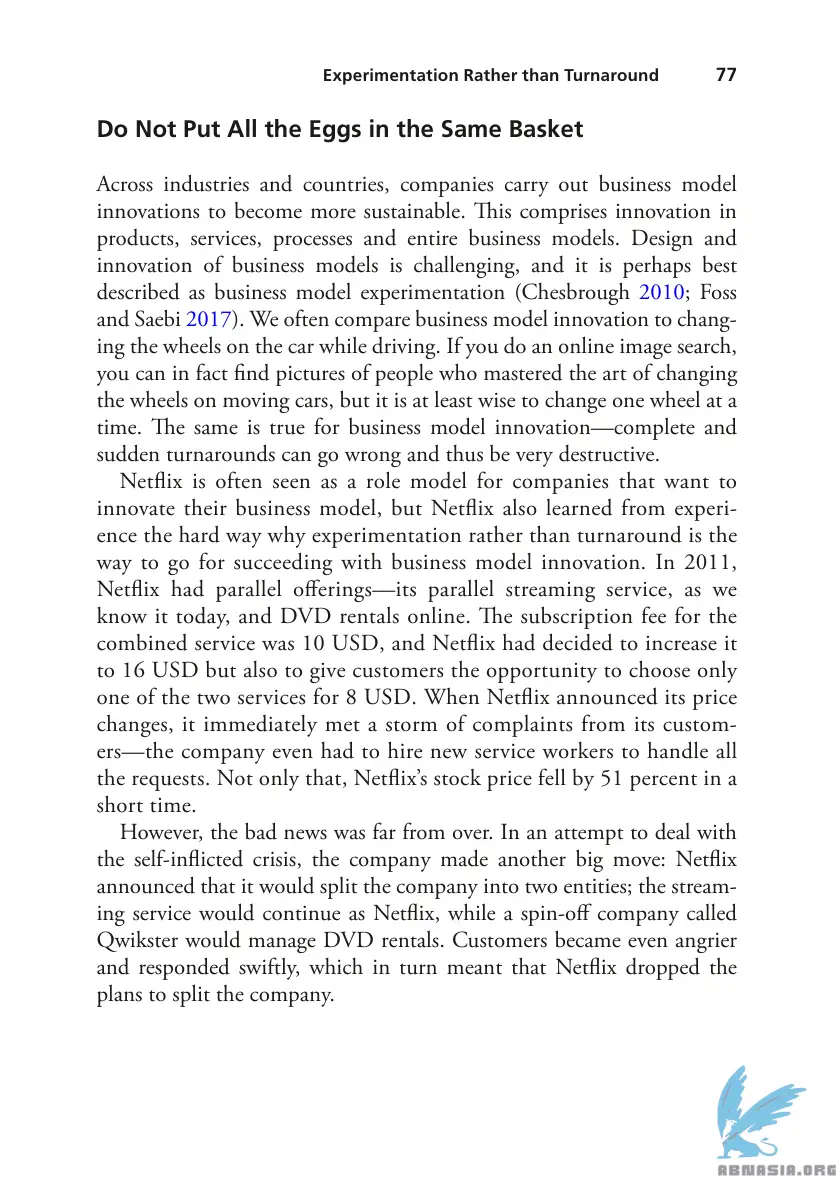 Experimentation Rather than Turnaround 77
Do Not Put All the Eggs in the Same Basket
Across industries and countries, companies carry out business model
innovations to become more sustainable. This comprises innovation in
products, services, processes and entire business models. Design and
innovation of business models is challenging, and it is perhaps best
described as business model experimentation (Chesbrough 2010; Foss
and Saebi 2017). We often compare business model innovation to chang-
ing the wheels on the car while driving. If you do an online image search,
you can in fact find pictures of people who mastered the art of changing
the wheels on moving cars, but it is at least wise to change one wheel at a
time. The same is true for business model innovation—complete and
sudden turnarounds can go wrong and thus be very destructive.
Netflix is often seen as a role model for companies that want to
innovate their business model, but Netflix also learned from experi-
ence the hard way why experimentation rather than turnaround is the
way to go for succeeding with business model innovation. In 2011,
Netflix had parallel offerings—its parallel streaming service, as we
know it today, and DVD rentals online. The subscription fee for the
combined service was 10 USD, and Netflix had decided to increase it
to 16 USD but also to give customers the opportunity to choose only
one of the two services for 8 USD. When Netflix announced its price
changes, it immediately met a storm of complaints from its custom-
ers—the company even had to hire new service workers to handle all
the requests. Not only that, Netflix's stock price fell by 51 percent in a
short time.
However, the bad news was far from over. In an attempt to deal with
the self-inflicted crisis, the company made another big move: Netflix
announced that it would split the company into two entities; the stream-
ing service would continue as Netflix, while a spin-off company called
Qwikster would manage DVD rentals. Customers became even angrier
and responded swiftly, which in turn meant that Netflix dropped the
plans to split the company.
ABNASIA.ORG